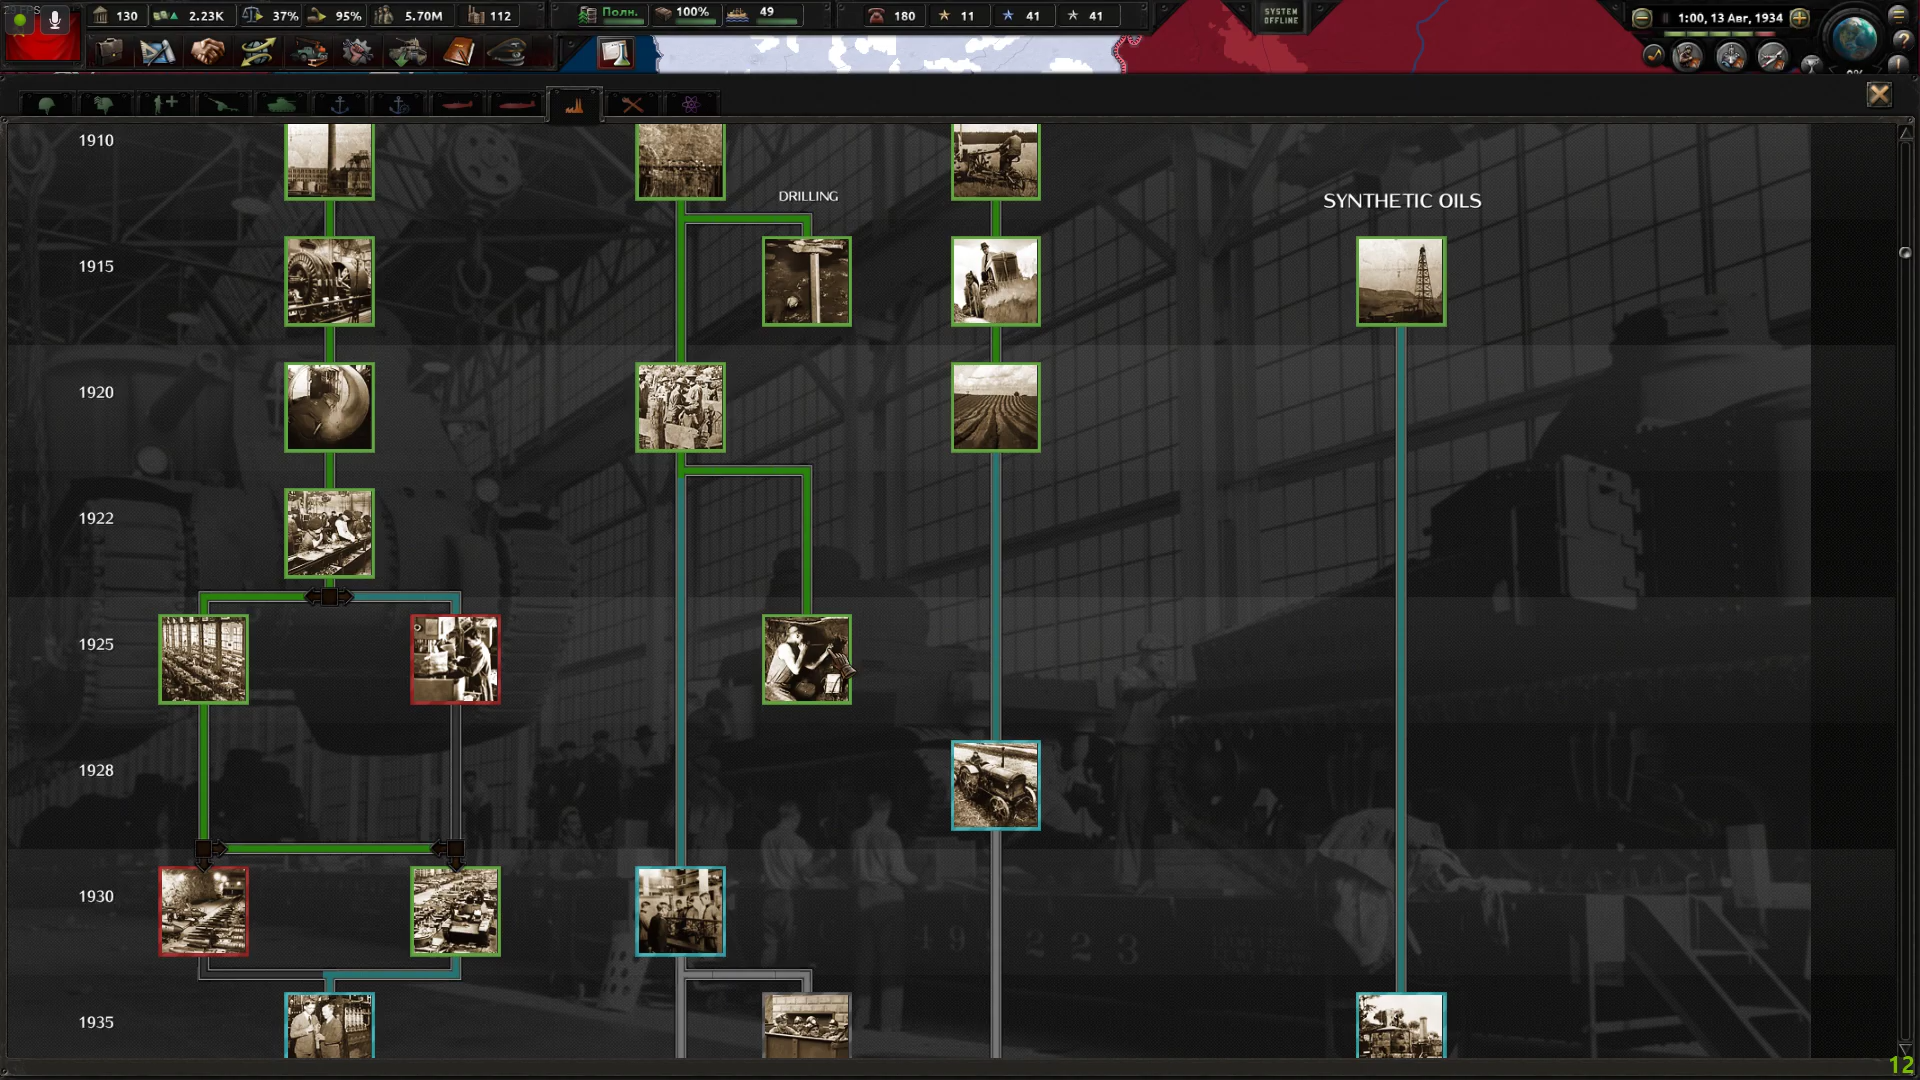 130 2.23K 37% 95% 5.70M 112 Полн. 100% 49 180 11 41 41
SYSTEM
OFFLINE
1:00, 13 Авг, 1934
1910
DRILLING
SYNTHETIC OILS
1915
1920
1922
1925
1928
1930
1935
12